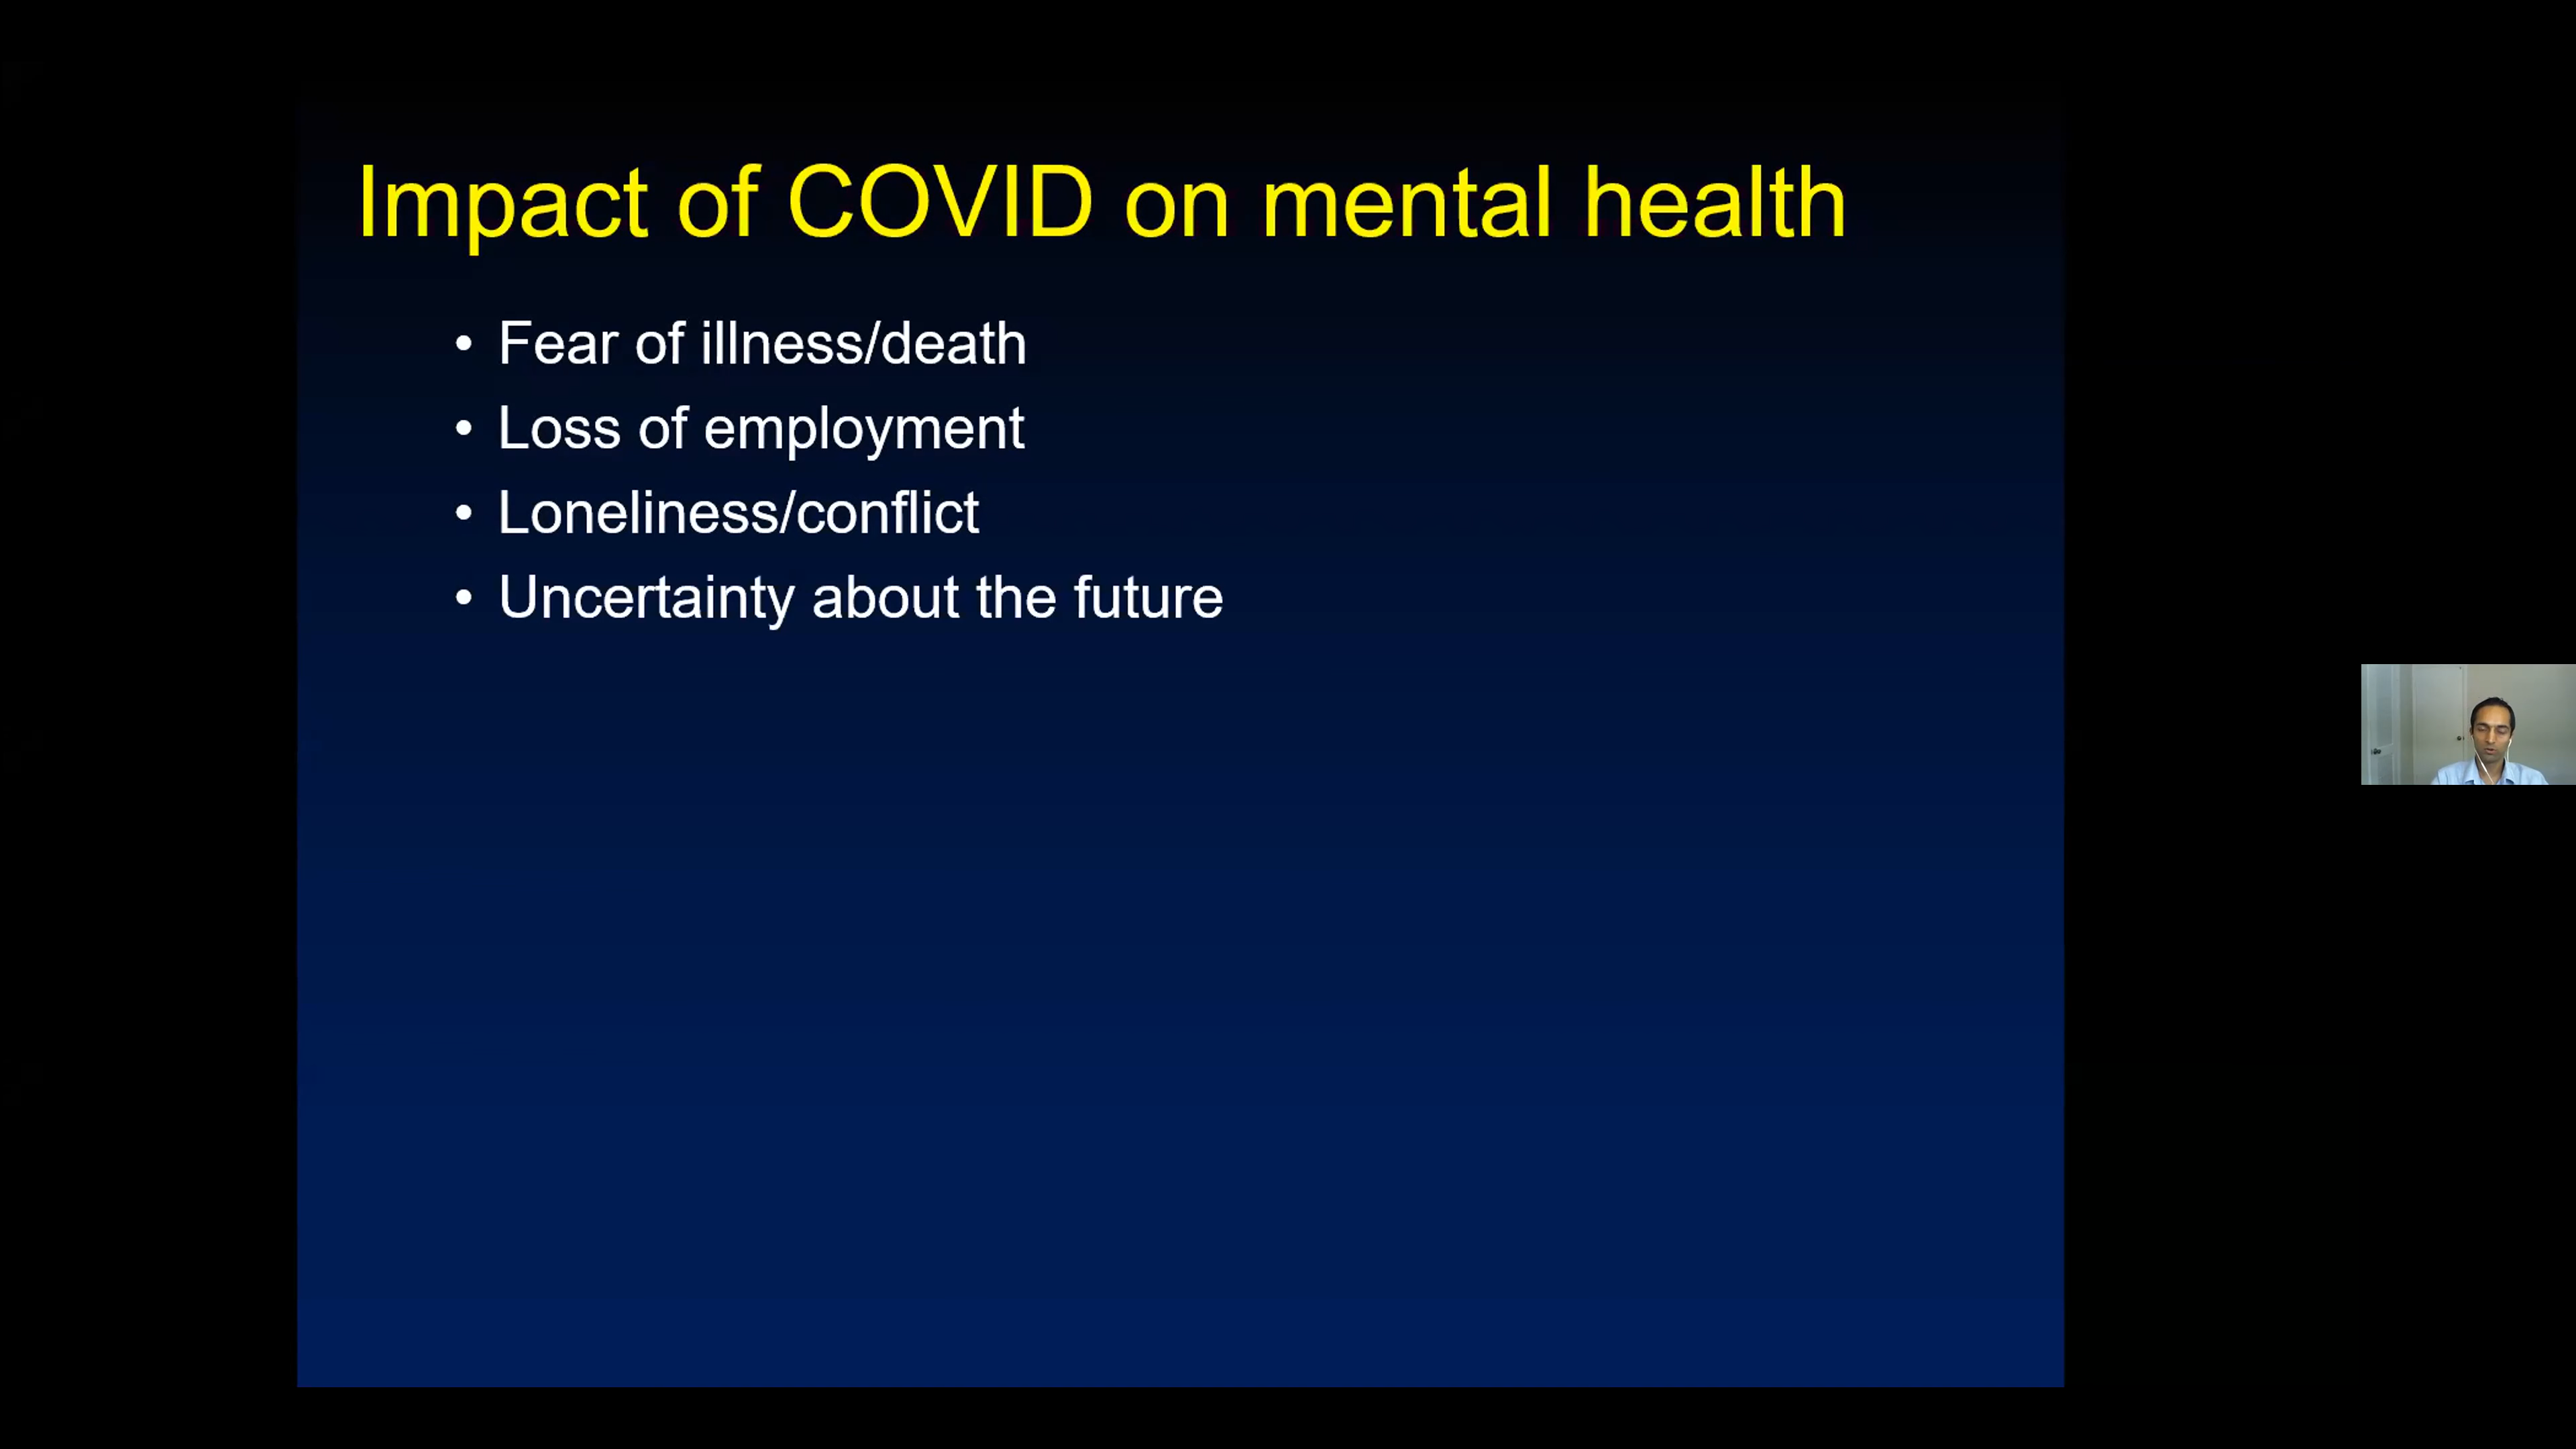 Impact of COVID on mental health
• Fear of illness/death
• Loss of employment
• Loneliness/conflict
• Uncertainty about the future